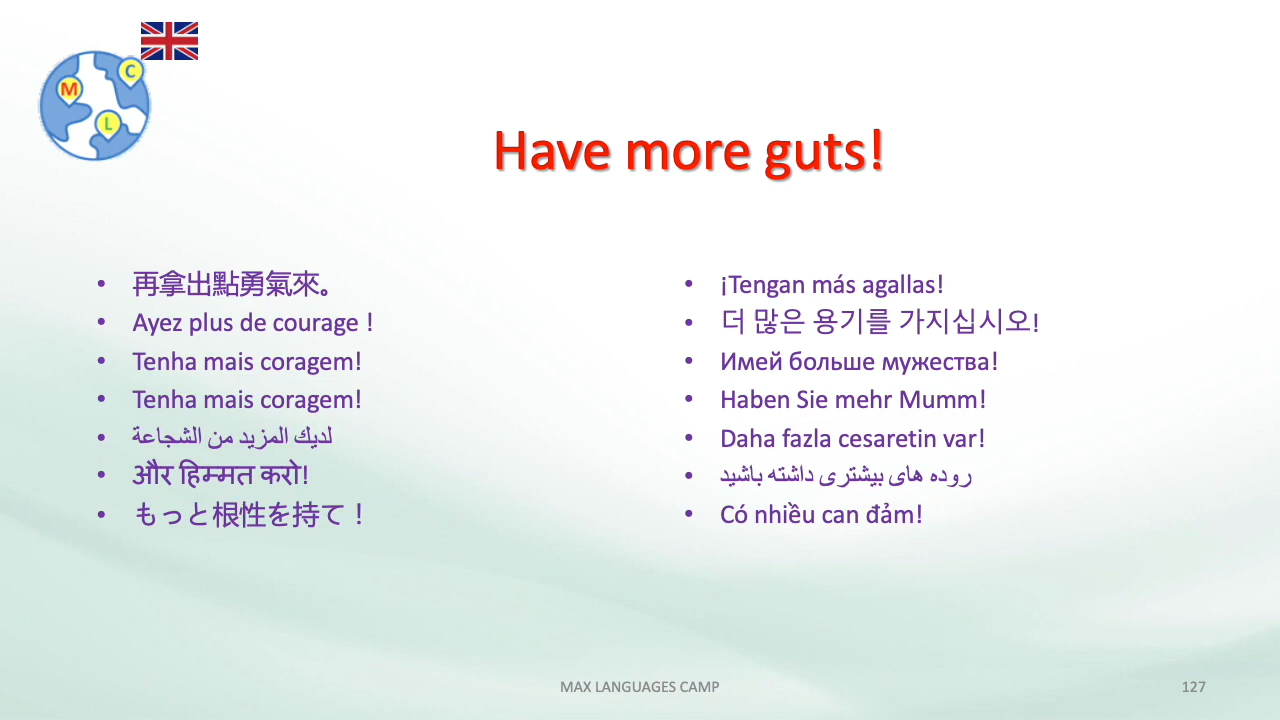 M
C
L
Have more guts!
再拿出點勇氣來。
Ayez plus de courage !
Tenha mais coragem!
Tenha mais coragem!
لديك المزيد من الشجاعة
और हिम्मत करो!
もっと根性を持て！
¡Tengan más agallas!
더 많은 용기를 가지십시오!
Имей больше мужества!
Haben Sie mehr Mumm!
Daha fazla cesaretin var!
روده های بیشتری داشته باشید
Có nhiều can đảm!
MAX LANGUAGES CAMP
127